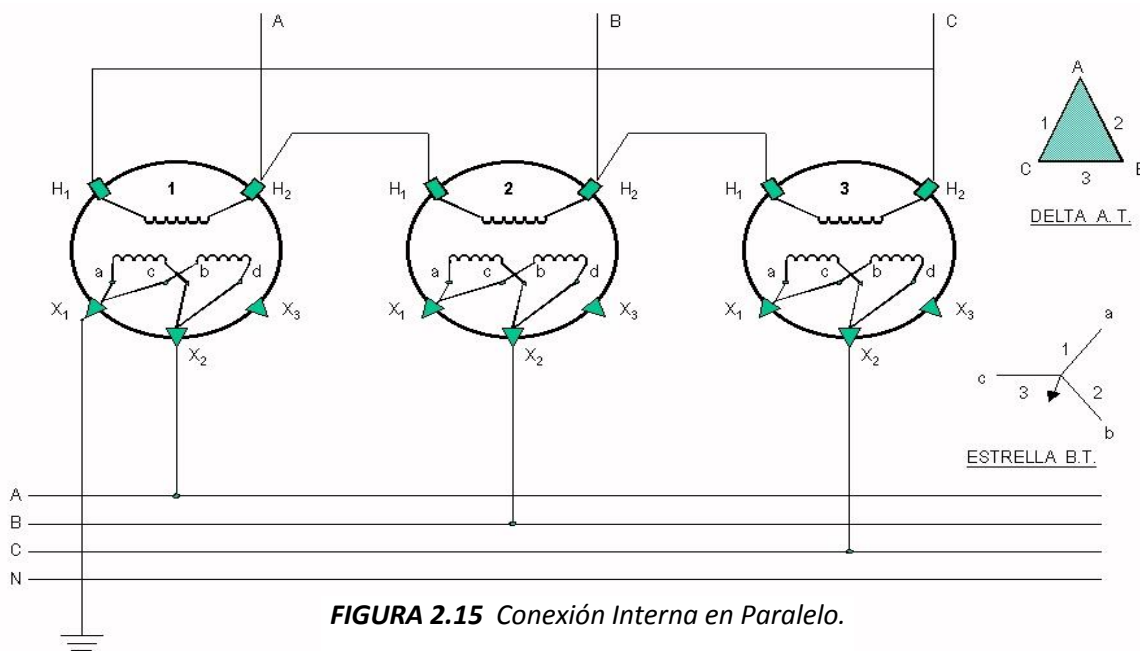 A B C
A
1 2
C B
3
DELTA A.T.
H1 1 H2 H1 2 H2 H1 3 H2
a c b d a c b d a c b d
X1 X3 X1 X3 X1 X3
X2 X2 X2
a
1
c
3 2
b
ESTRELLA B.T.
A
B
C
N
FIGURA 2.15 Conexión Interna en Paralelo.